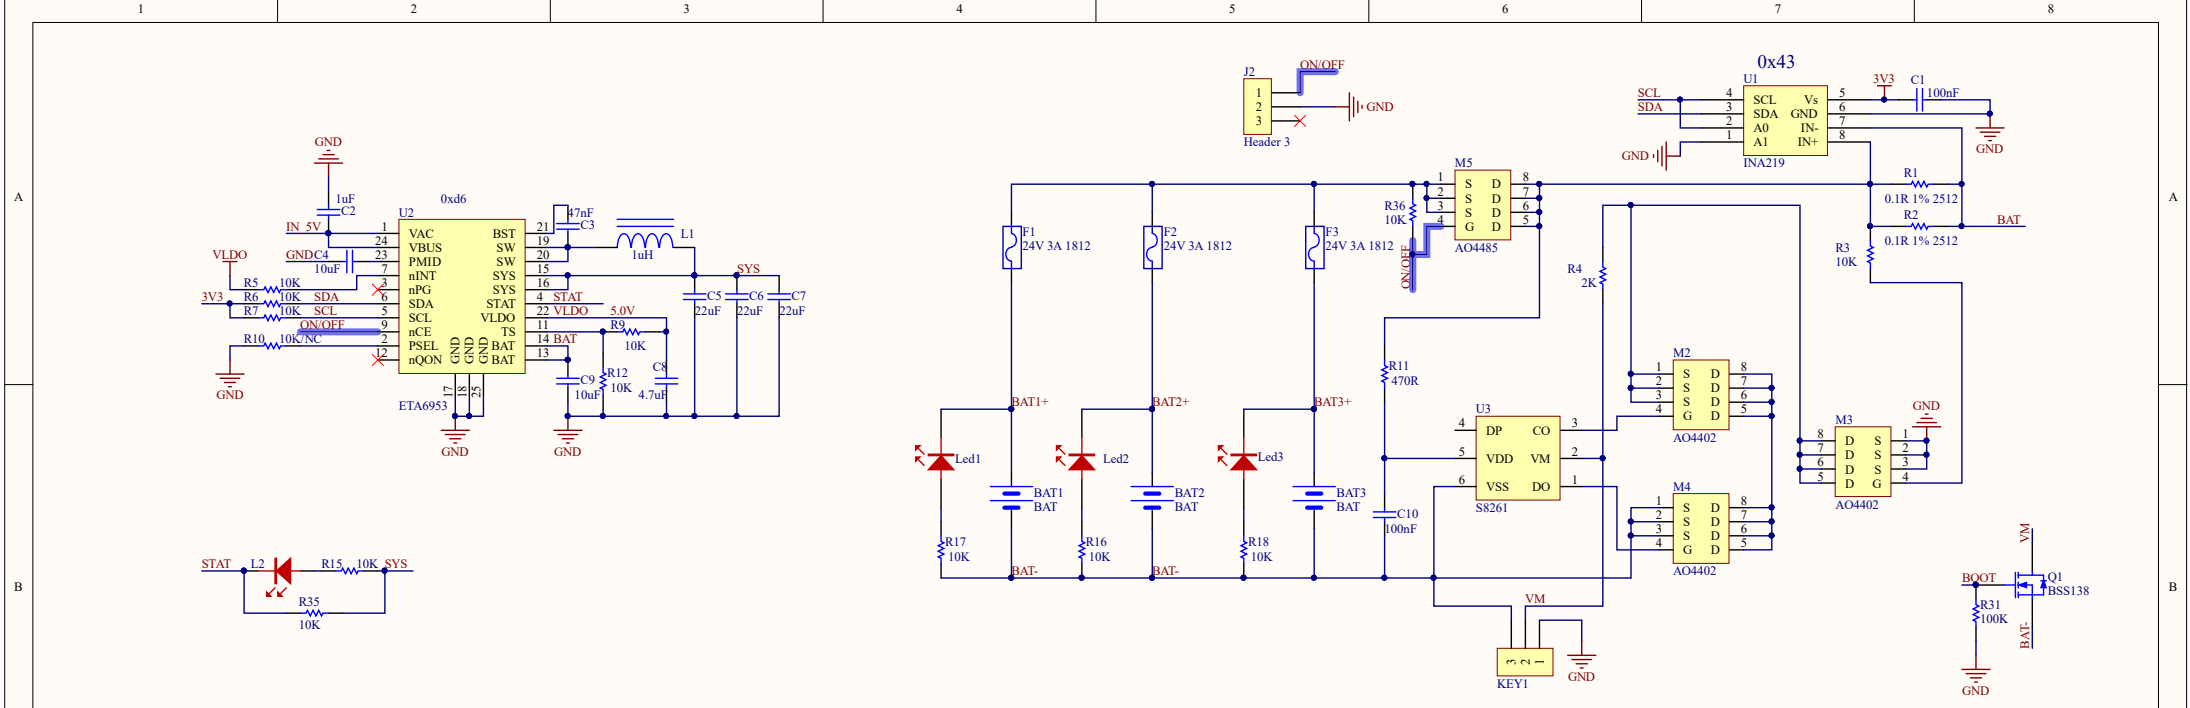 1 2 3 4 5 6 7 8
A
A
B
B
GND
1uF
C2
0xd6
U2
IN 5V
1 VAC BST 21
24 VBUS SW 19
23 PMID SW 20
7 nINT SYS 15
3 nPG SYS 16
6 SDA STAT 4 STAT
5 SCL VLDO 22 VLDO 5.0V
9 nCE TS 11
2 PSEL BAT 14 BAT
12 nQON BAT 13
GND GND GND
17 18 25
ETA6953
GND
GND C4
10uF
VLDO
R5 10K
3V3 R6 10K SDA
R7 10K SCL
ON/OFF
R10 10K/NC
GND
47nF
C3
L1
1uH
SYS
C5
22uF
C6
22uF
C7
22uF
R9
10K
C9
10uF
R12
10K
C8
4.7uF
GND
STAT L2 R15 10K SYS
R35
10K
J2
ON/OFF
1
2 GND
3
Header 3
F1
24V 3A 1812
F2
24V 3A 1812
F3
24V 3A 1812
BAT1+
BAT2+
BAT3+
Led1
Led2
Led3
BAT1
BAT
BAT2
BAT
BAT3
BAT
R17
10K
R16
10K
R18
10K
BAT-
BAT-
M5
1 S D 8
2 S D 7
3 S D 6
4 G D 5
AO4485
R36
10K
ON/OFF
R11
470R
C10
100nF
U3
4 DP CO 3
5 VDD VM 2
6 VSS DO 1
S8261
R4
2K
VM
3 2 1
KEY1
GND
0x43
U1
SCL 4 SCL Vs 5
SDA 3 SDA GND 6
2 A0 IN- 7
1 A1 IN+ 8
GND
INA219
3V3
C1
100nF
GND
R1
0.1R 1% 2512
R2
0.1R 1% 2512
BAT
R3
10K
M2
1 S D 8
2 S D 7
3 S D 6
4 G D 5
AO4402
M4
1 S D 8
2 S D 7
3 S D 6
4 G D 5
AO4402
GND
M3
8 D S 1
7 D S 2
6 D S 3
5 D G 4
AO4402
VM
BOOT
Q1
BSS138
R31
100K
BAT-
GND